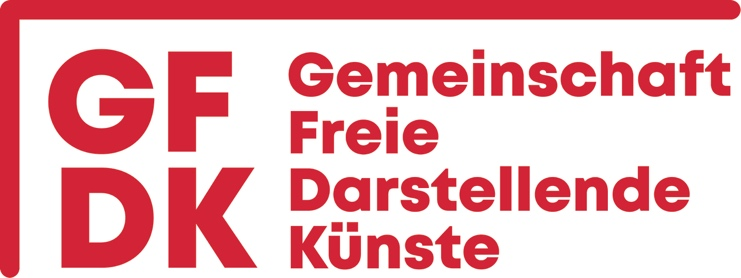 GF
DK
Gemeinschaft
Freie
Darstellende
Künste